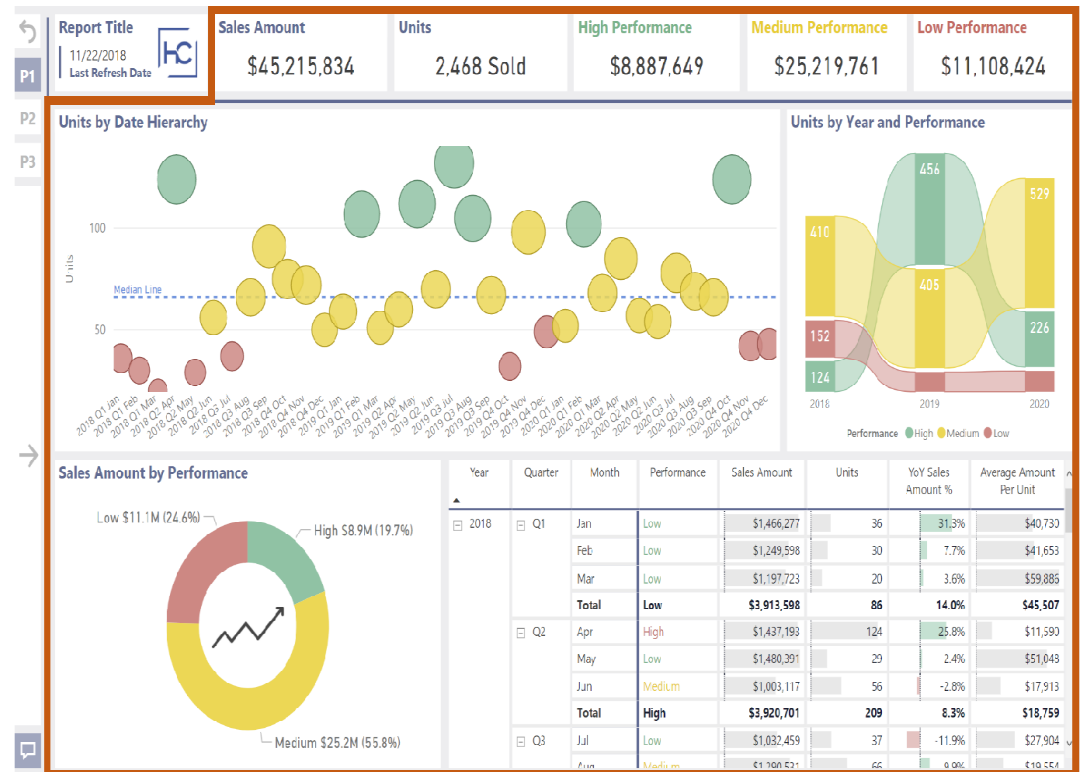 Report Title
11/22/2018
Last Refresh Date
HC
Sales Amount
$45,215,834
Units
2,468 Sold
High Performance
$8,887,649
Medium Performance
$25,219,761
Low Performance
$11,108,424
P1
P2
P3
Units by Date Hierarchy
Units
100
50
Median Line
2018 Q1 Jan
2018 Q1 Feb
2018 Q1 Mar
2018 Q2 Apr
2018 Q2 May
2018 Q2 Jun
2018 Q3 Jul
2018 Q3 Aug
2018 Q3 Sep
2018 Q4 Oct
2018 Q4 Nov
2018 Q4 Dec
2019 Q1 Jan
2019 Q1 Feb
2019 Q1 Mar
2019 Q2 Apr
2019 Q2 May
2019 Q2 Jun
2019 Q3 Jul
2019 Q3 Aug
2019 Q3 Sep
2019 Q4 Oct
2019 Q4 Nov
2019 Q4 Dec
2020 Q1 Jan
2020 Q1 Feb
2020 Q1 Mar
2020 Q2 Apr
2020 Q2 May
2020 Q2 Jun
2020 Q3 Jul
2020 Q3 Aug
2020 Q3 Sep
2020 Q4 Oct
2020 Q4 Nov
2020 Q4 Dec
Units by Year and Performance
410
152
124
456
405
529
226
2018 2019 2020
Performance High Medium Low
Sales Amount by Performance
Low $11.1M (24.6%)
High $8.9M (19.7%)
Medium $25.2M (55.8%)
Year Quarter Month Performance Sales Amount Units YoY Sales Amount % Average Amount Per Unit
2018 Q1 Jan Low $1,466,277 36 31.3% $40,730
Feb Low $1,249,598 30 7.7% $41,653
Mar Low $1,197,723 20 3.6% $59,886
Total Low $3,913,598 86 14.0% $45,507
Q2 Apr High $1,437,193 124 25.8% $11,590
May Low $1,480,391 29 2.4% $51,048
Jun Medium $1,003,117 56 -2.8% $17,913
Total High $3,920,701 209 8.3% $18,759
Q3 Jul Low $1,032,459 37 -11.9% $27,904
Aug Medium $1,290,531 66 9.9% $19,554